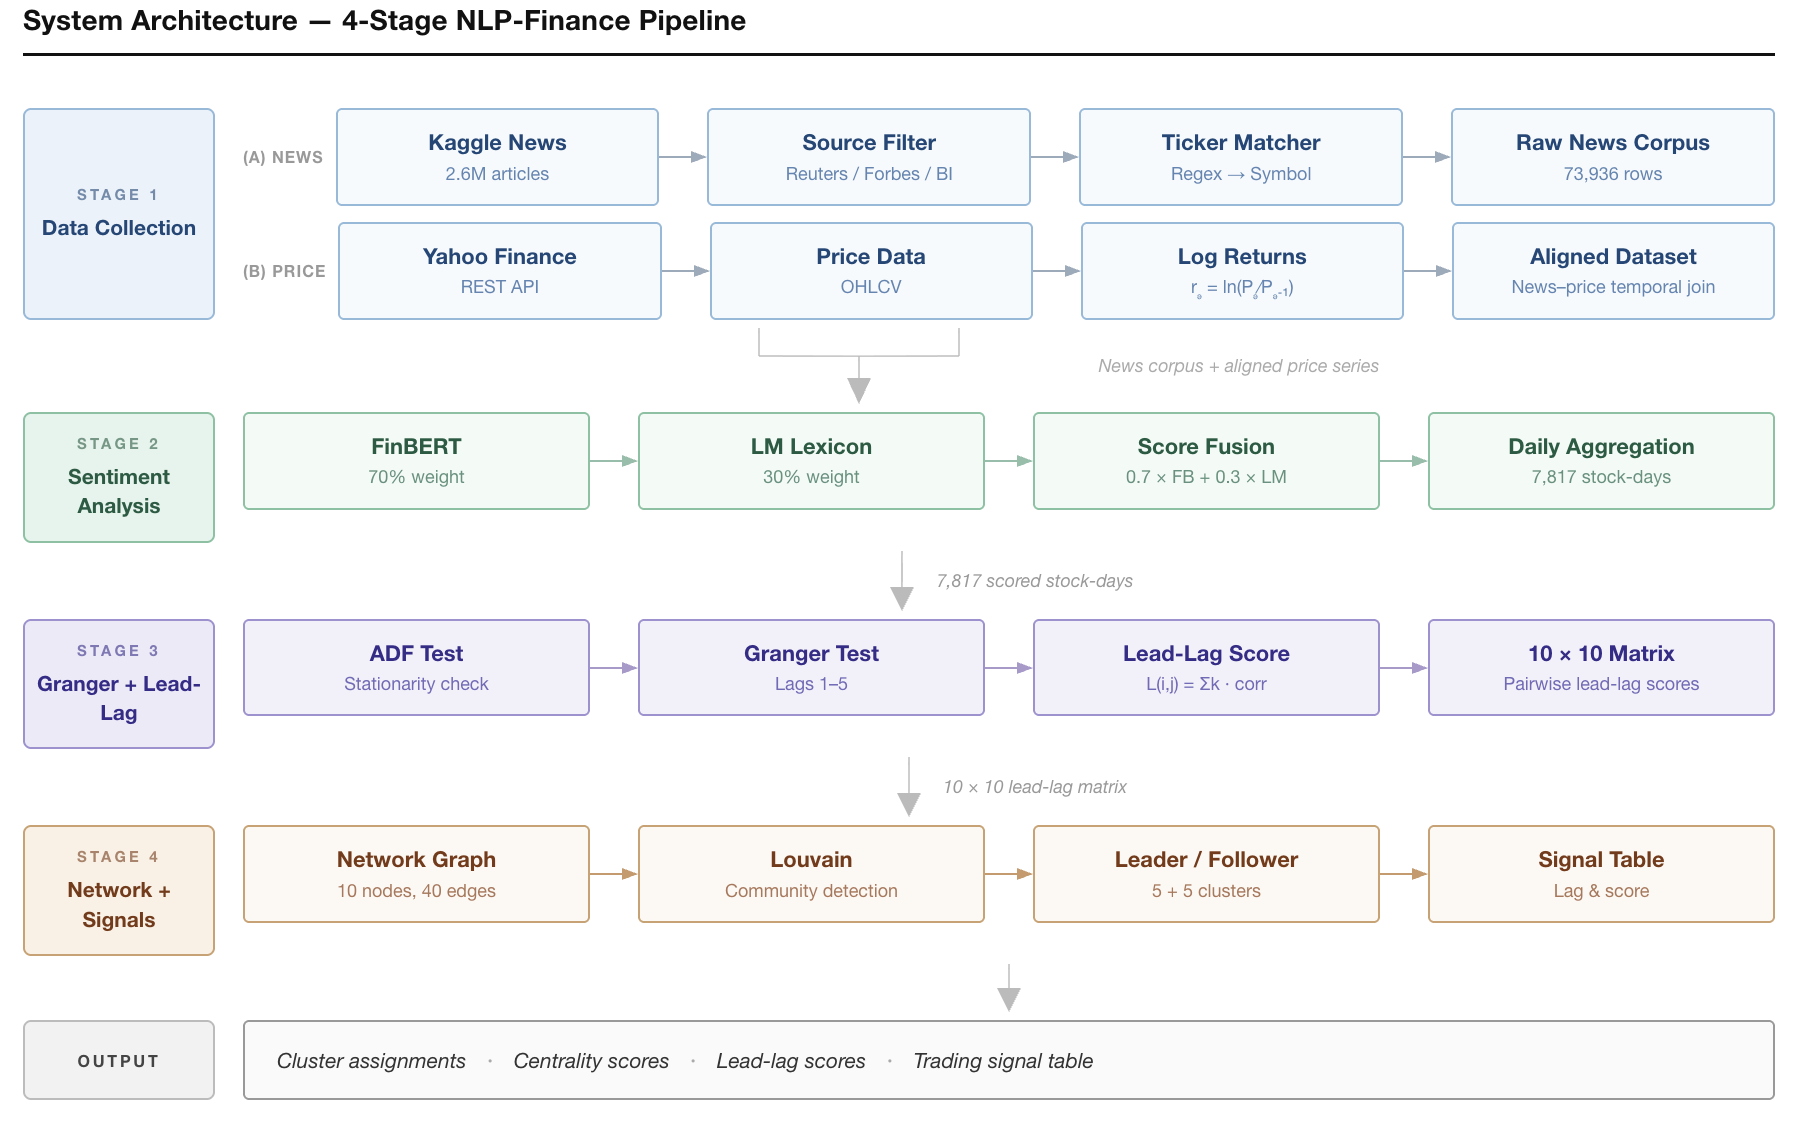 System Architecture — 4-Stage NLP-Finance Pipeline
STAGE 1
Data Collection
(A) NEWS
Kaggle News
2.6M articles
Source Filter
Reuters / Forbes / BI
Ticker Matcher
Regex → Symbol
Raw News Corpus
73,936 rows
(B) PRICE
Yahoo Finance
REST API
Price Data
OHLCV
Log Returns
rₔ = ln(Pₔ/Pₔ₋₁)
Aligned Dataset
News–price temporal join
News corpus + aligned price series
STAGE 2
Sentiment
Analysis
FinBERT
70% weight
LM Lexicon
30% weight
Score Fusion
0.7 × FB + 0.3 × LM
Daily Aggregation
7,817 stock-days
7,817 scored stock-days
STAGE 3
Granger + Lead-
Lag
ADF Test
Stationarity check
Granger Test
Lags 1–5
Lead-Lag Score
L(i,j) = Σk · corr
10 × 10 Matrix
Pairwise lead-lag scores
10 × 10 lead-lag matrix
STAGE 4
Network +
Signals
Network Graph
10 nodes, 40 edges
Louvain
Community detection
Leader / Follower
5 + 5 clusters
Signal Table
Lag & score
OUTPUT
Cluster assignments · Centrality scores · Lead-lag scores · Trading signal table